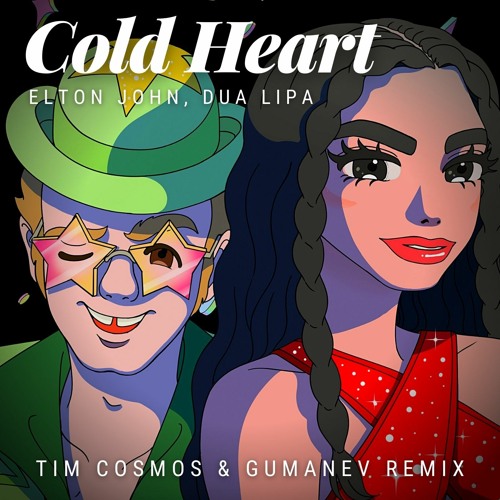 Cold Heart
ELTON JOHN, DUA LIPA
TIM COSMOS & GUMANEV REMIX